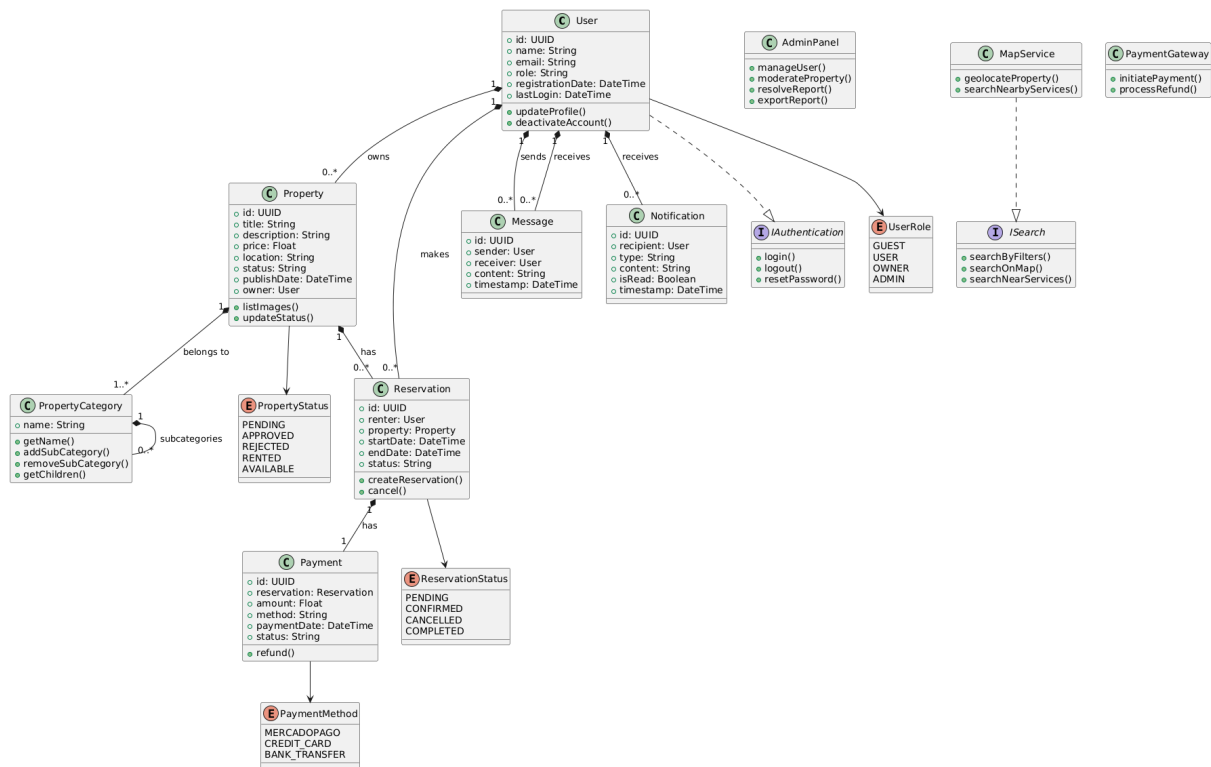 C User
id: UUID
name: String
email: String
role: String
registrationDate: DateTime
lastLogin: DateTime
updateProfile()
deactivateAccount()
C AdminPanel
manageUser()
moderateProperty()
resolveReport()
exportReport()
C MapService
geolocateProperty()
searchNearbyServices()
C PaymentGateway
initiatePayment()
processRefund()
1
1
1
1
1
owns
sends
receives
receives
makes
0..*
0..*
0..*
0..*
C Property
id: UUID
title: String
description: String
price: Float
location: String
status: String
publishDate: DateTime
owner: User
listImages()
updateStatus()
C Message
id: UUID
sender: User
receiver: User
content: String
timestamp: DateTime
C Notification
id: UUID
recipient: User
type: String
content: String
isRead: Boolean
timestamp: DateTime
I IAuthentication
login()
logout()
resetPassword()
E UserRole
GUEST
USER
OWNER
ADMIN
I ISearch
searchByFilters()
searchOnMap()
searchNearServices()
1
belongs to
1..*
1
has
0..*
0..*
C PropertyCategory
name: String
getName()
addSubCategory()
removeSubCategory()
getChildren()
1
subcategories
0..*
E PropertyStatus
PENDING
APPROVED
REJECTED
RENTED
AVAILABLE
C Reservation
id: UUID
renter: User
property: Property
startDate: DateTime
endDate: DateTime
status: String
createReservation()
cancel()
1
has
1
C Payment
id: UUID
reservation: Reservation
amount: Float
method: String
paymentDate: DateTime
status: String
refund()
E ReservationStatus
PENDING
CONFIRMED
CANCELLED
COMPLETED
E PaymentMethod
MERCADOPAGO
CREDIT_CARD
BANK_TRANSFER